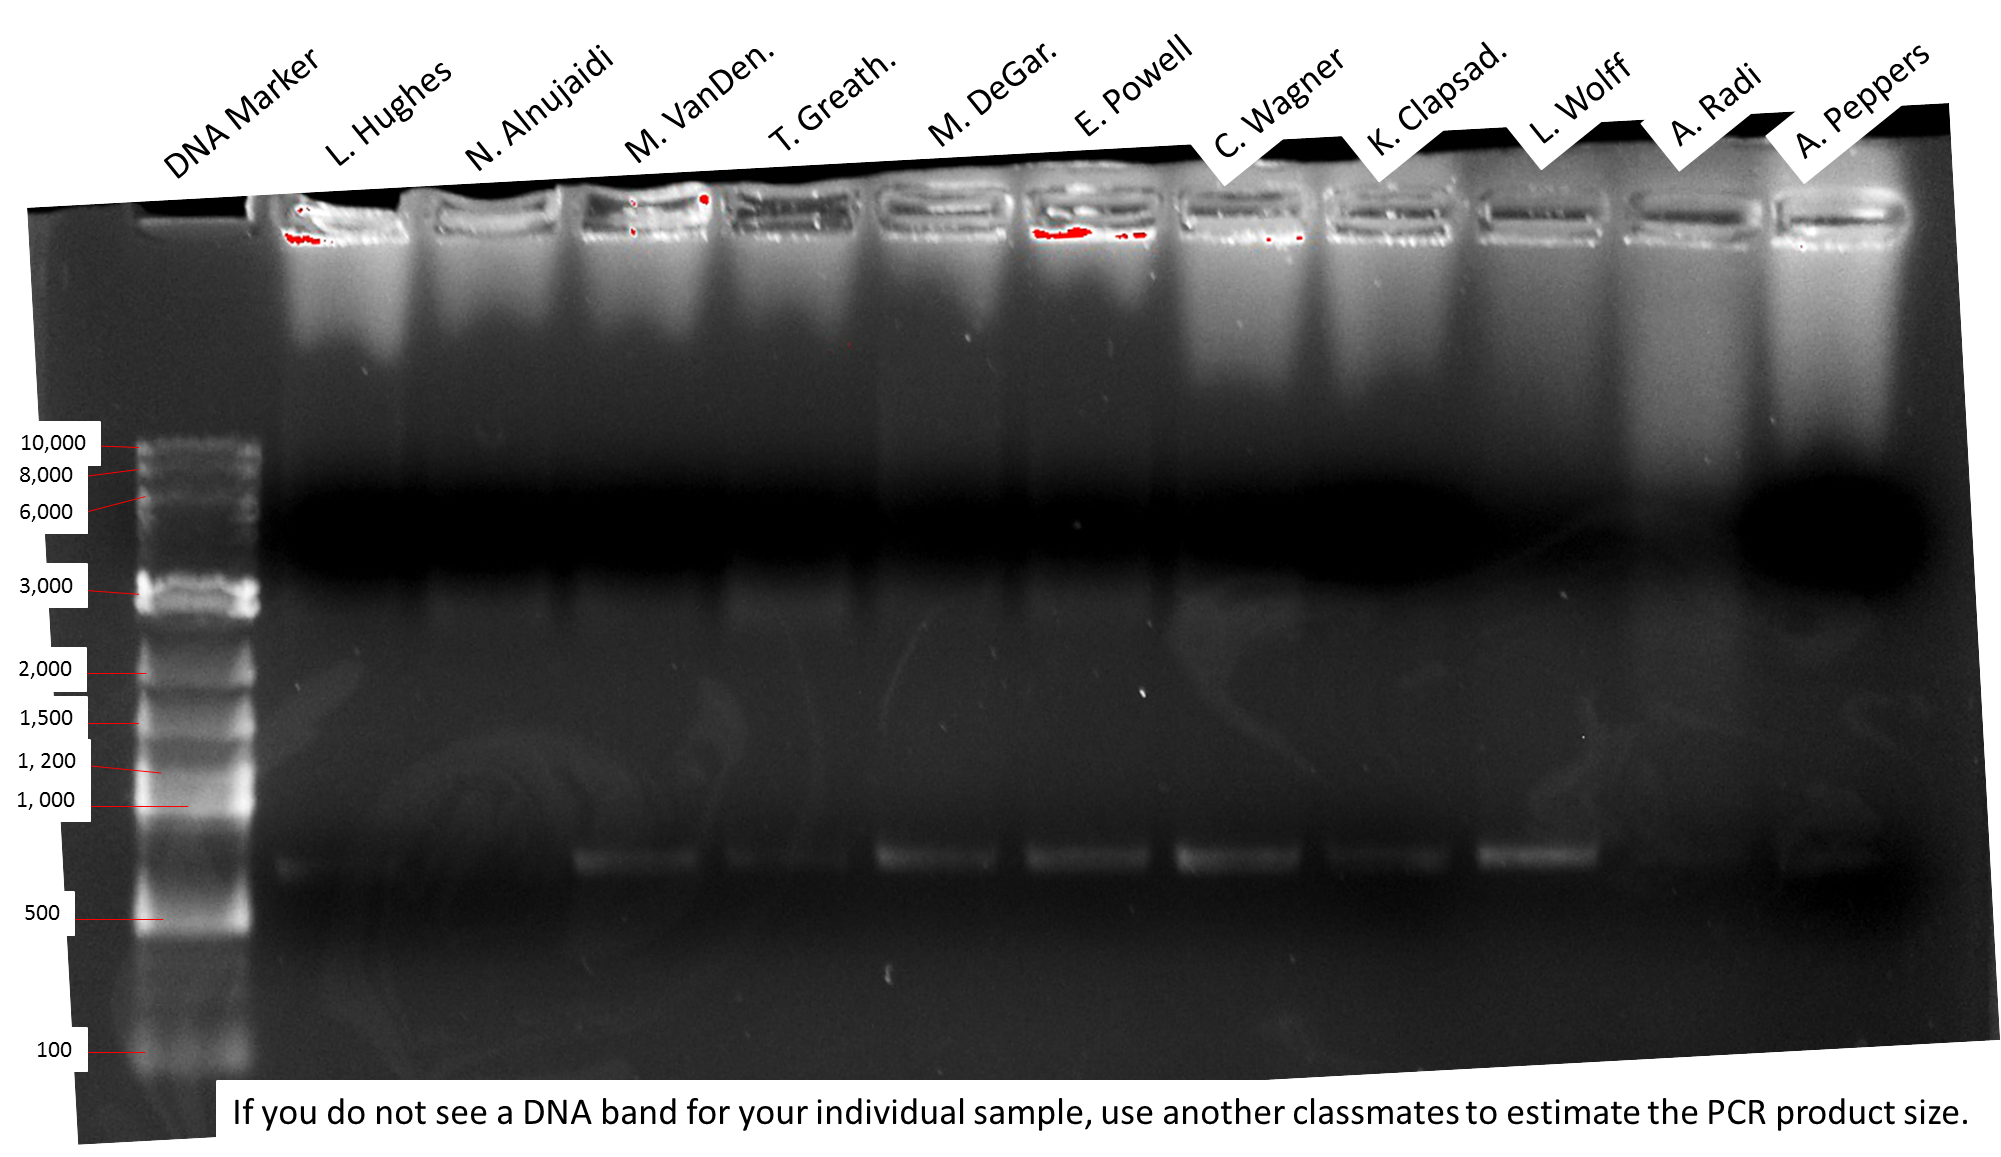 DNA Marker
L. Hughes
N. Alnujaidi
M. VanDen.
T. Greath.
M. DeGar.
E. Powell
C. Wagner
K. Clapsad.
L. Wolff
A. Radi
A. Peppers
10,000
8,000
6,000
3,000
2,000
1,500
1, 200
1, 000
500
100
If you do not see a DNA band for your individual sample, use another classmates to estimate the PCR product size.